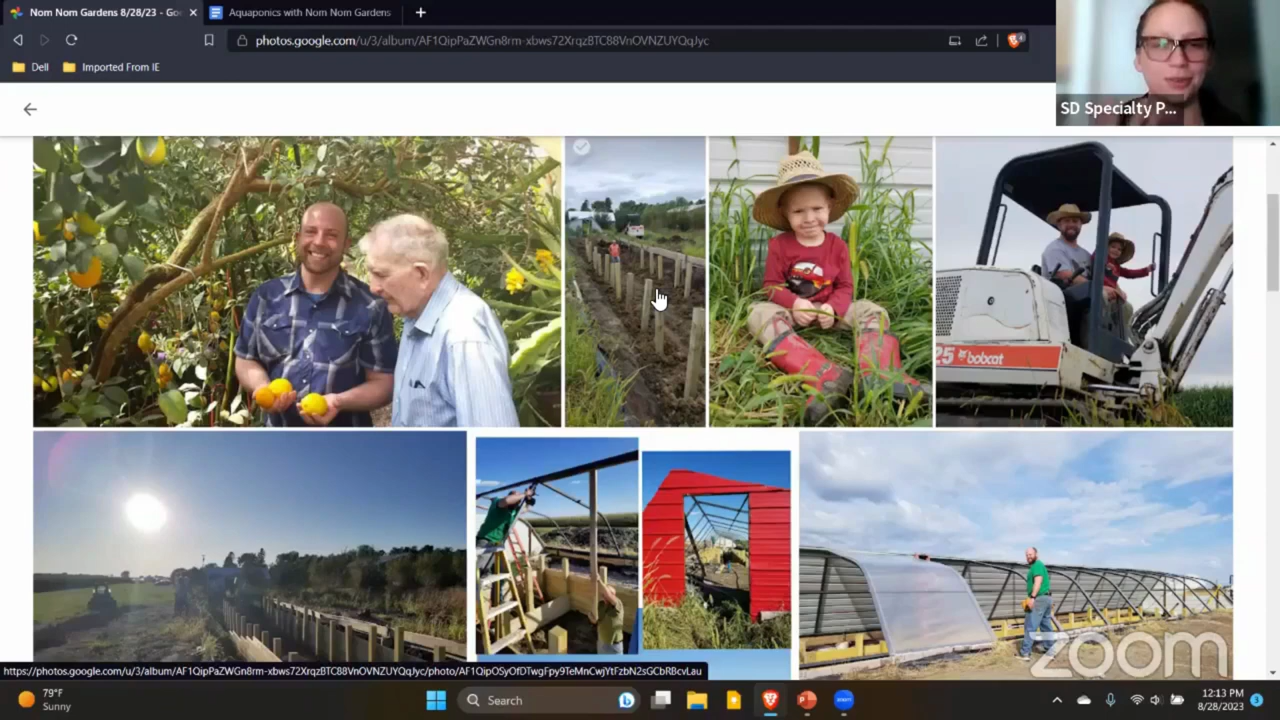 Nom Nom Gardens 8/28/23 - Go
Aquaponics with Nom Nom Gardens
photos.google.com/u/3/album/AF1QipPaZWGn8rm-xbws72XrqzBTC88VnOVNZUYQqJyc
Dell
Imported From IE
SD Specialty P...
25 bobcat
zoom
https://photos.google.com/u/3/album/AF1QipPaZWGn8rm-xbws72XrqzBTC88VnOVNZUYQqJyc/photo/AF1QipOSyOfDTwgFpy9TeMnCwjYtFzbN2sGCbRBcvLau
79°F
Sunny
Search
12:13 PM
8/28/2023
3